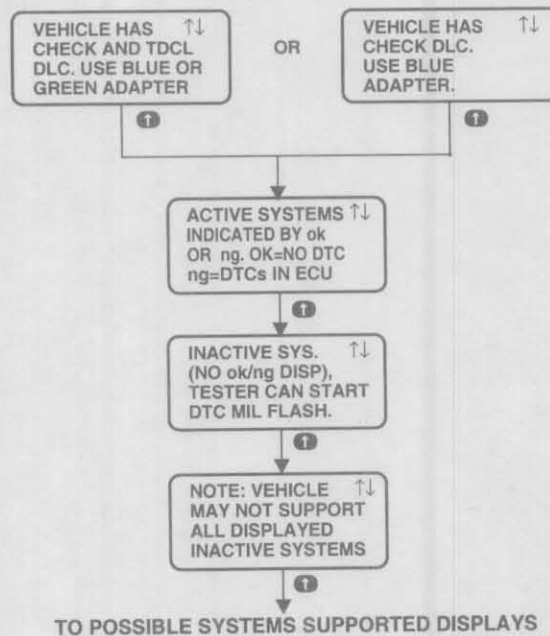 VEHICLE HAS ↑↓
CHECK AND TDCL
DLC. USE BLUE OR
GREEN ADAPTER
OR
VEHICLE HAS ↑↓
CHECK DLC.
USE BLUE
ADAPTER.
↑
↑
ACTIVE SYSTEMS ↑↓
INDICATED BY ok
OR ng. OK=NO DTC
ng=DTCs IN ECU
↑
INACTIVE SYS. ↑↓
(NO ok/ng DISP),
TESTER CAN START
DTC MIL FLASH.
↑
NOTE: VEHICLE ↑↓
MAY NOT SUPPORT
ALL DISPLAYED
INACTIVE SYSTEMS
↑
TO POSSIBLE SYSTEMS SUPPORTED DISPLAYS